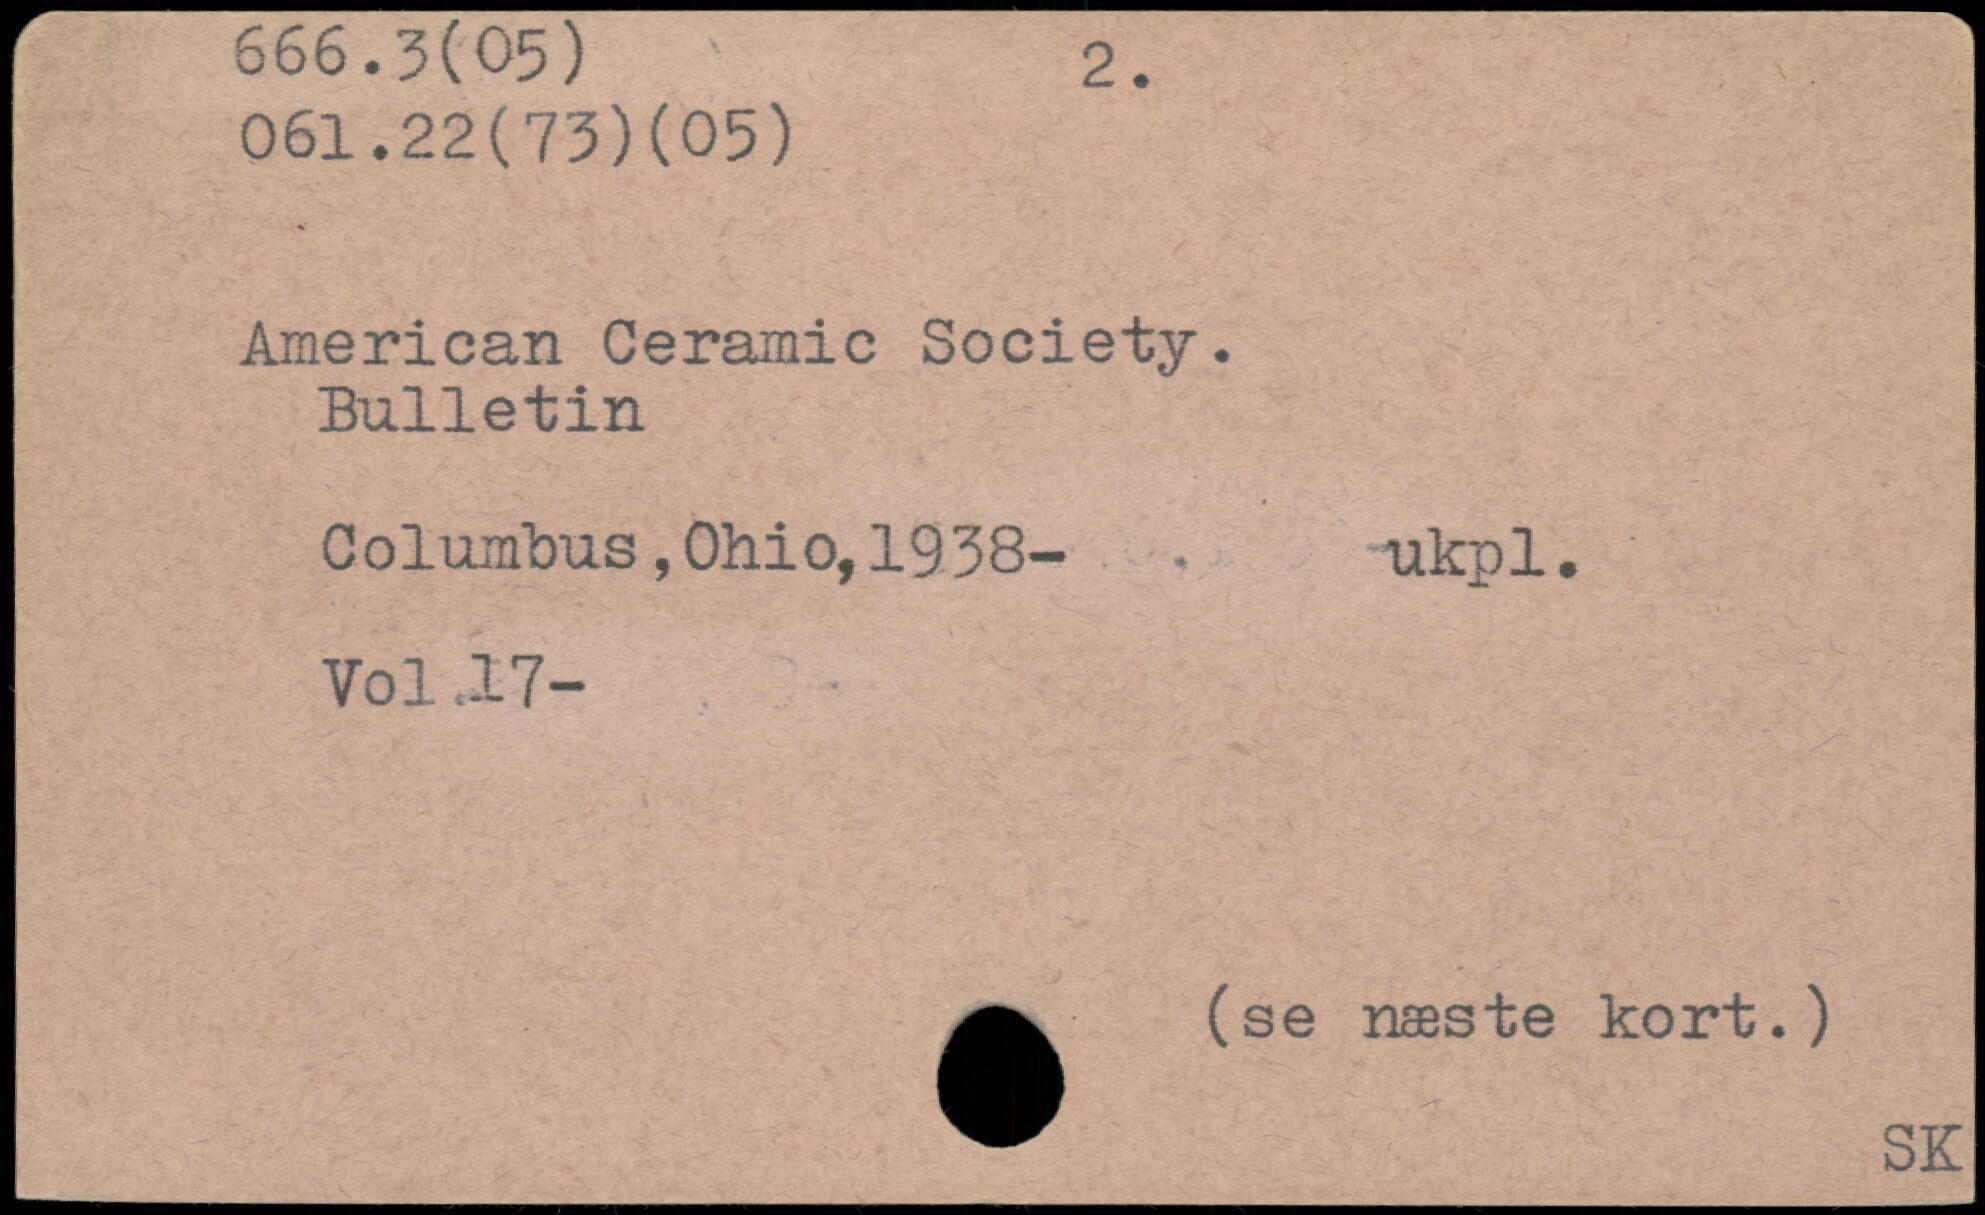 666.3(05) 2.
061.22(73)(05)
American Ceramic Society.
Bulletin
Columbus,Ohio,1938- ukpl.
Vol.17-
(se næste kort.)
SK